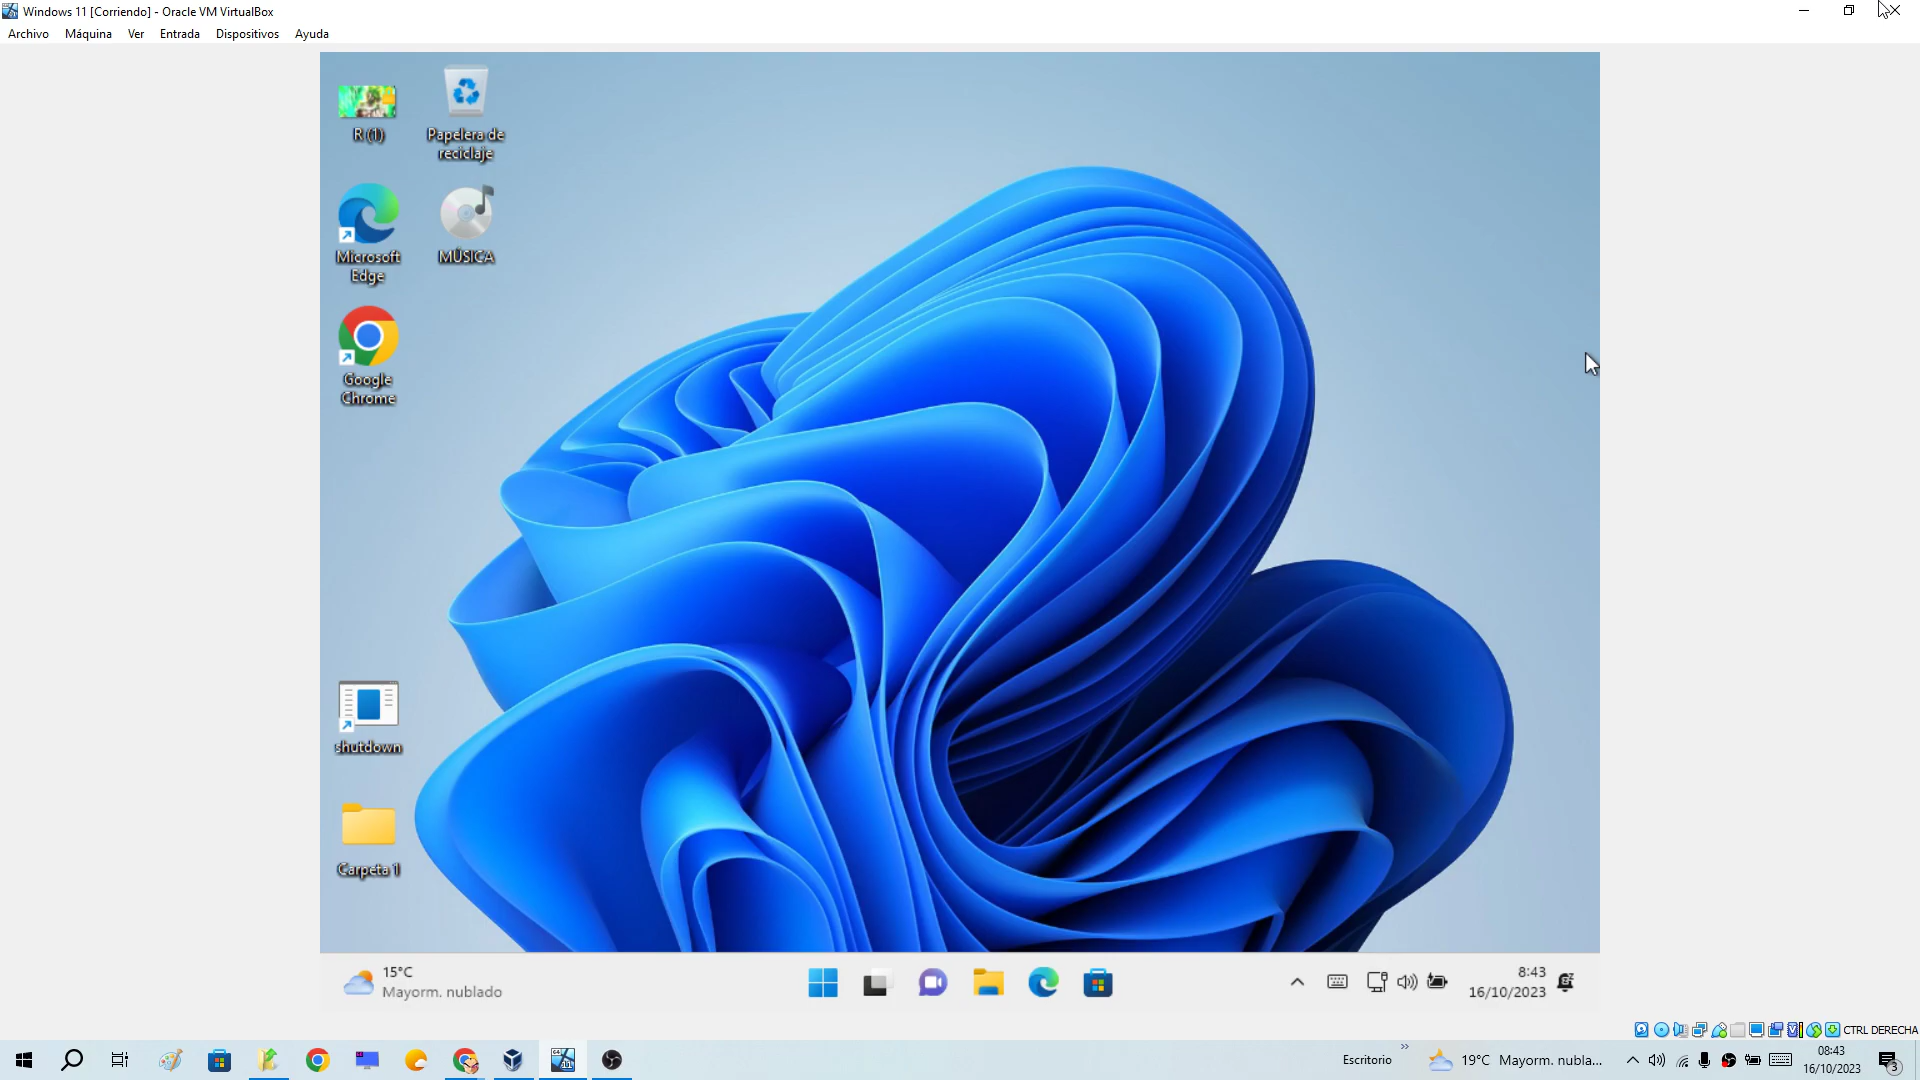 Windows 11 [Corriendo] - Oracle VM VirtualBox
Archivo Máquina Ver Entrada Dispositivos Ayuda
R (1)
Papelera de
reciclaje
Microsoft
Edge
MÚSICA
Google
Chrome
shutdown
Carpeta 1
15°C
Mayorm. nublado
8:43
16/10/2023
CTRL DERECHA
Escritorio
»
19°C Mayorm. nubla...
08:43
16/10/2023
3